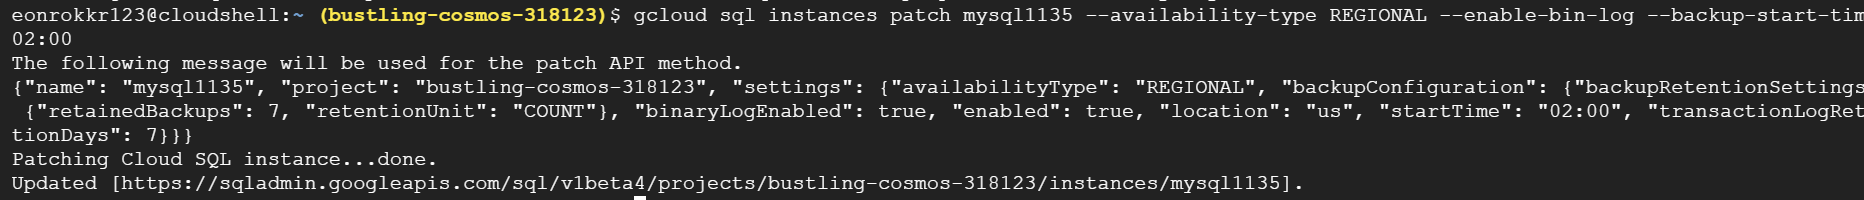 eonrokkr123@cloudshell:~ (bustling-cosmos-318123)$ gcloud sql instances patch mysql1135 --availability-type REGIONAL --enable-bin-log --backup-start-tim
02:00
The following message will be used for the patch API method.
{"name": "mysql1135", "project": "bustling-cosmos-318123", "settings": {"availabilityType": "REGIONAL", "backupConfiguration": {"backupRetentionSettings
{"retainedBackups": 7, "retentionUnit": "COUNT"}, "binaryLogEnabled": true, "enabled": true, "location": "us", "startTime": "02:00", "transactionLogRet
tionDays": 7}}}
Patching Cloud SQL instance...done.
Updated [https://sqladmin.googleapis.com/sql/v1beta4/projects/bustling-cosmos-318123/instances/mysql1135].